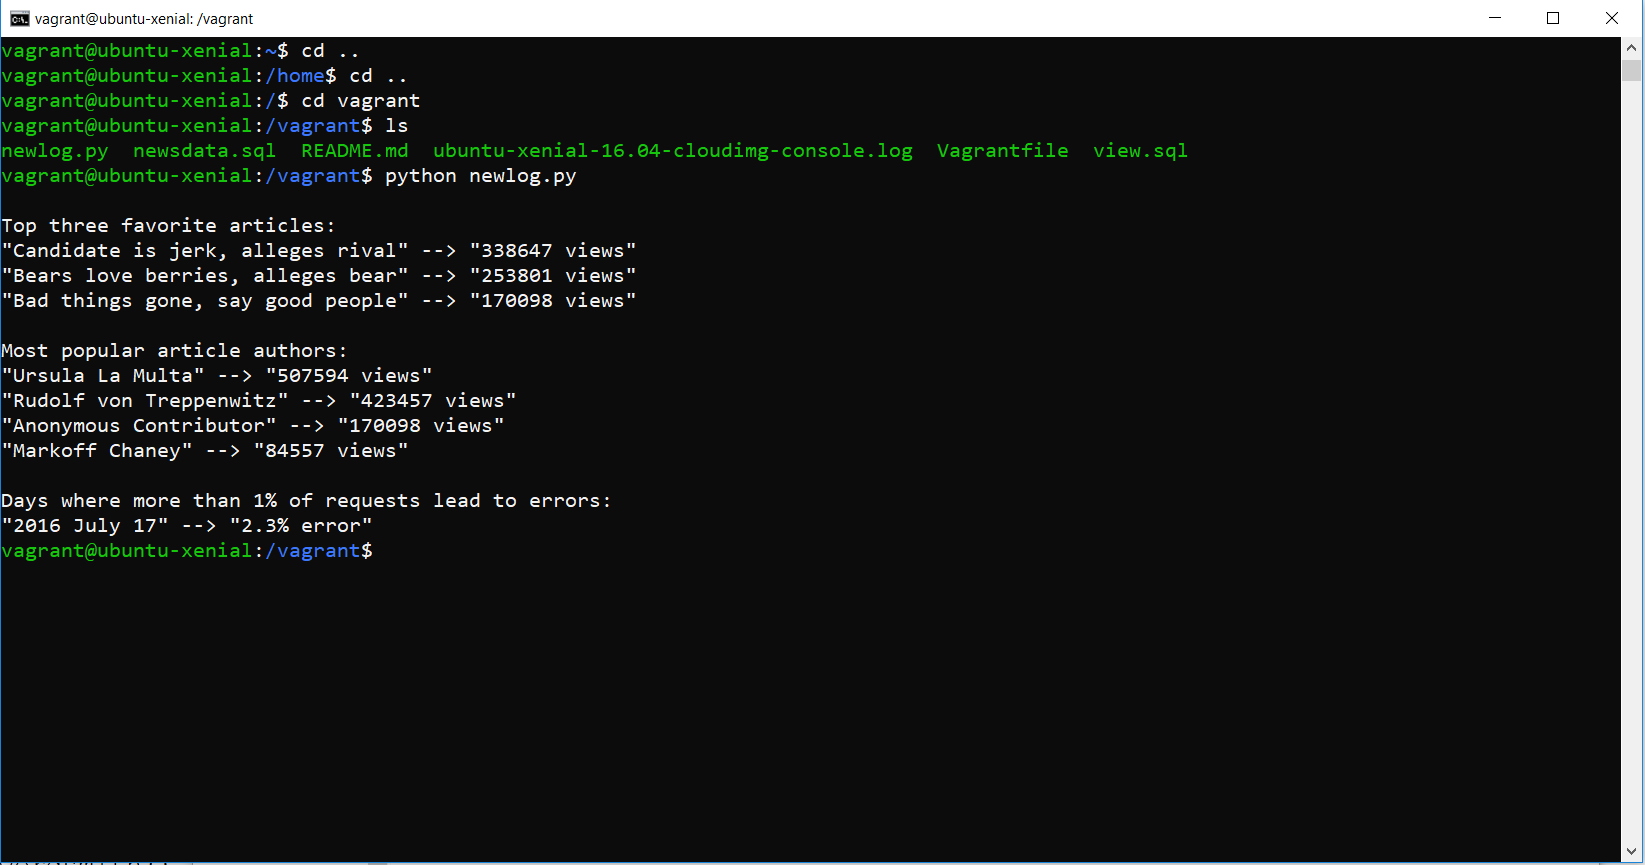 vagrant@ubuntu-xenial: /vagrant
vagrant@ubuntu-xenial:~$ cd ..
vagrant@ubuntu-xenial:/home$ cd ..
vagrant@ubuntu-xenial:/$ cd vagrant
vagrant@ubuntu-xenial:/vagrant$ ls
newlog.py  newsdata.sql  README.md  ubuntu-xenial-16.04-cloudimg-console.log  Vagrantfile  view.sql
vagrant@ubuntu-xenial:/vagrant$ python newlog.py
Top three favorite articles:
"Candidate is jerk, alleges rival" --> "338647 views"
"Bears love berries, alleges bear" --> "253801 views"
"Bad things gone, say good people" --> "170098 views"
Most popular article authors:
"Ursula La Multa" --> "507594 views"
"Rudolf von Treppenwitz" --> "423457 views"
"Anonymous Contributor" --> "170098 views"
"Markoff Chaney" --> "84557 views"
Days where more than 1% of requests lead to errors:
"2016 July 17" --> "2.3% error"
vagrant@ubuntu-xenial:/vagrant$